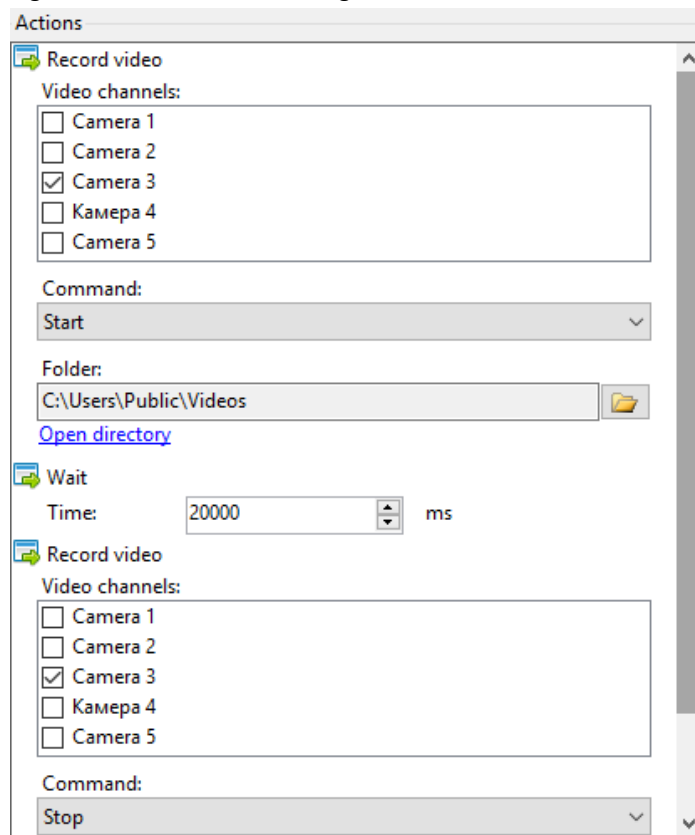 Actions
Record video
Video channels:
Camera 1
Camera 2
Camera 3
Камера 4
Camera 5
Command:
Start
Folder:
C:\Users\Public\Videos
Open directory
Wait
Time: 20000 ms
Record video
Video channels:
Camera 1
Camera 2
Camera 3
Камера 4
Camera 5
Command:
Stop